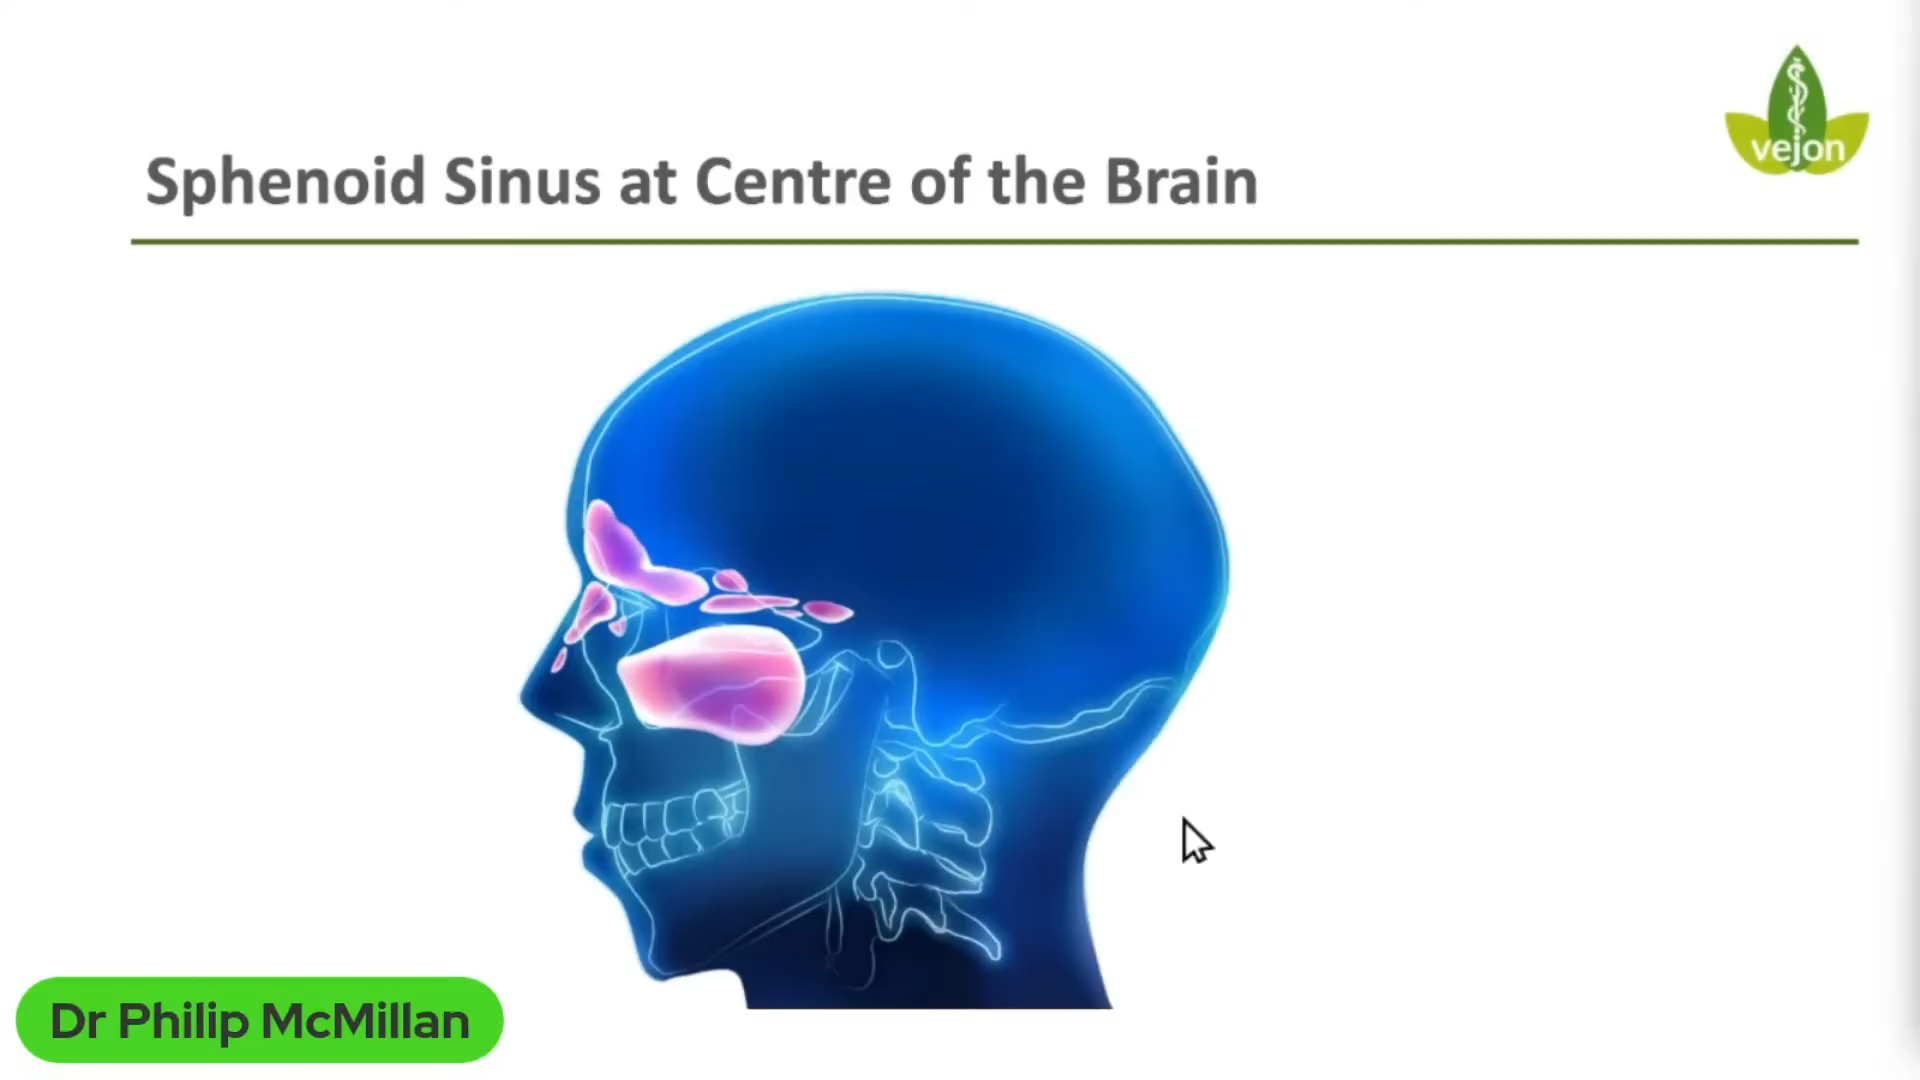 vejon
Sphenoid Sinus at Centre of the Brain
Dr Philip McMillan